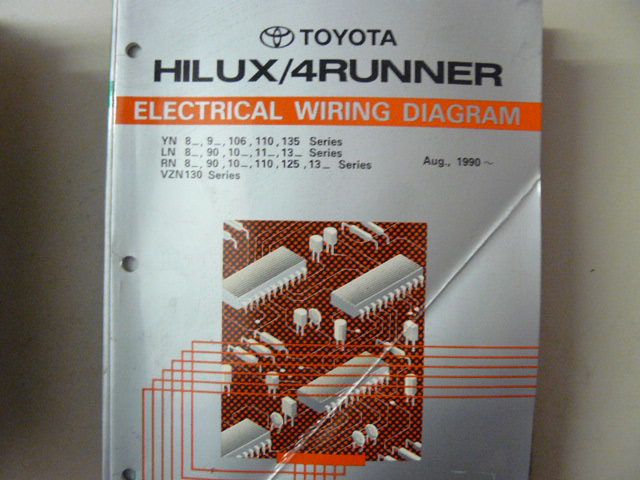 TOYOTA
HILUX/4RUNNER
ELECTRICAL WIRING DIAGRAM
YN 8_, 9_, 106, 110, 135 Series
LN 8_, 90, 10_, 11_, 13_ Series
RN 8_, 90, 10_, 110, 125, 13_ Series
VZN130 Series
Aug., 1990～